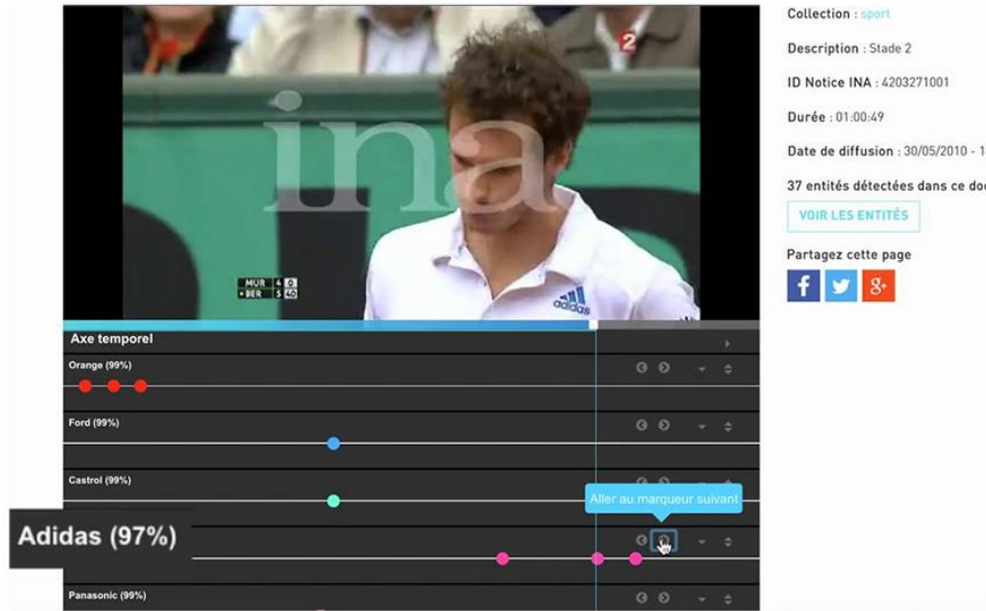 Collection : sport
Description : Stade 2
ID Notice INA : 4203271001
Durée : 01:00:49
Date de diffusion : 30/05/2010 - 1
37 entités détectées dans ce do
VOIR LES ENTITÉS
Partagez cette page
f
g+
2
ina
MUR 4 0
BER 5 40
adidas
Axe temporel
Orange (99%)
Ford (99%)
Castrol (99%)
Aller au marqueur suivant
Adidas (97%)
Panasonic (99%)